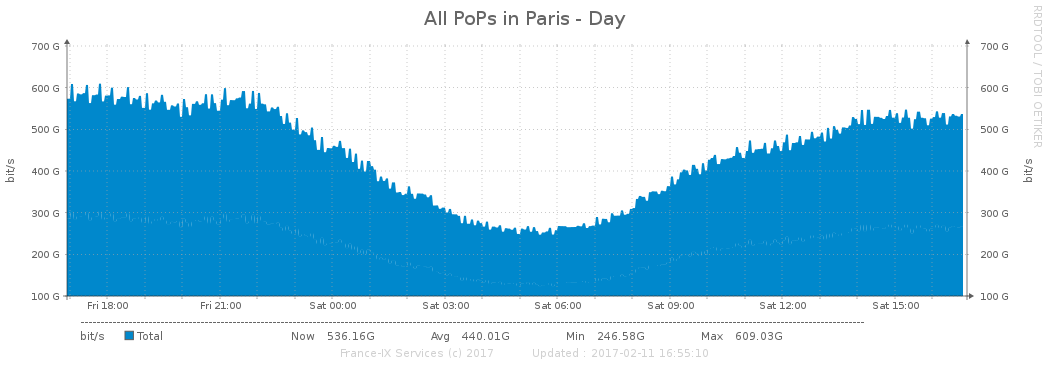 All PoPs in Paris - Day
RRDTOOL / TOBI OETIKER
bit/s
bit/s
700 G
600 G
500 G
400 G
300 G
200 G
100 G
700 G
600 G
500 G
400 G
300 G
200 G
100 G
Fri 18:00 Fri 21:00 Sat 00:00 Sat 03:00 Sat 06:00 Sat 09:00 Sat 12:00 Sat 15:00
bit/s Total Now 536.16G Avg 440.01G Min 246.58G Max 609.03G
France-IX Services (c) 2017 Updated : 2017-02-11 16:55:10